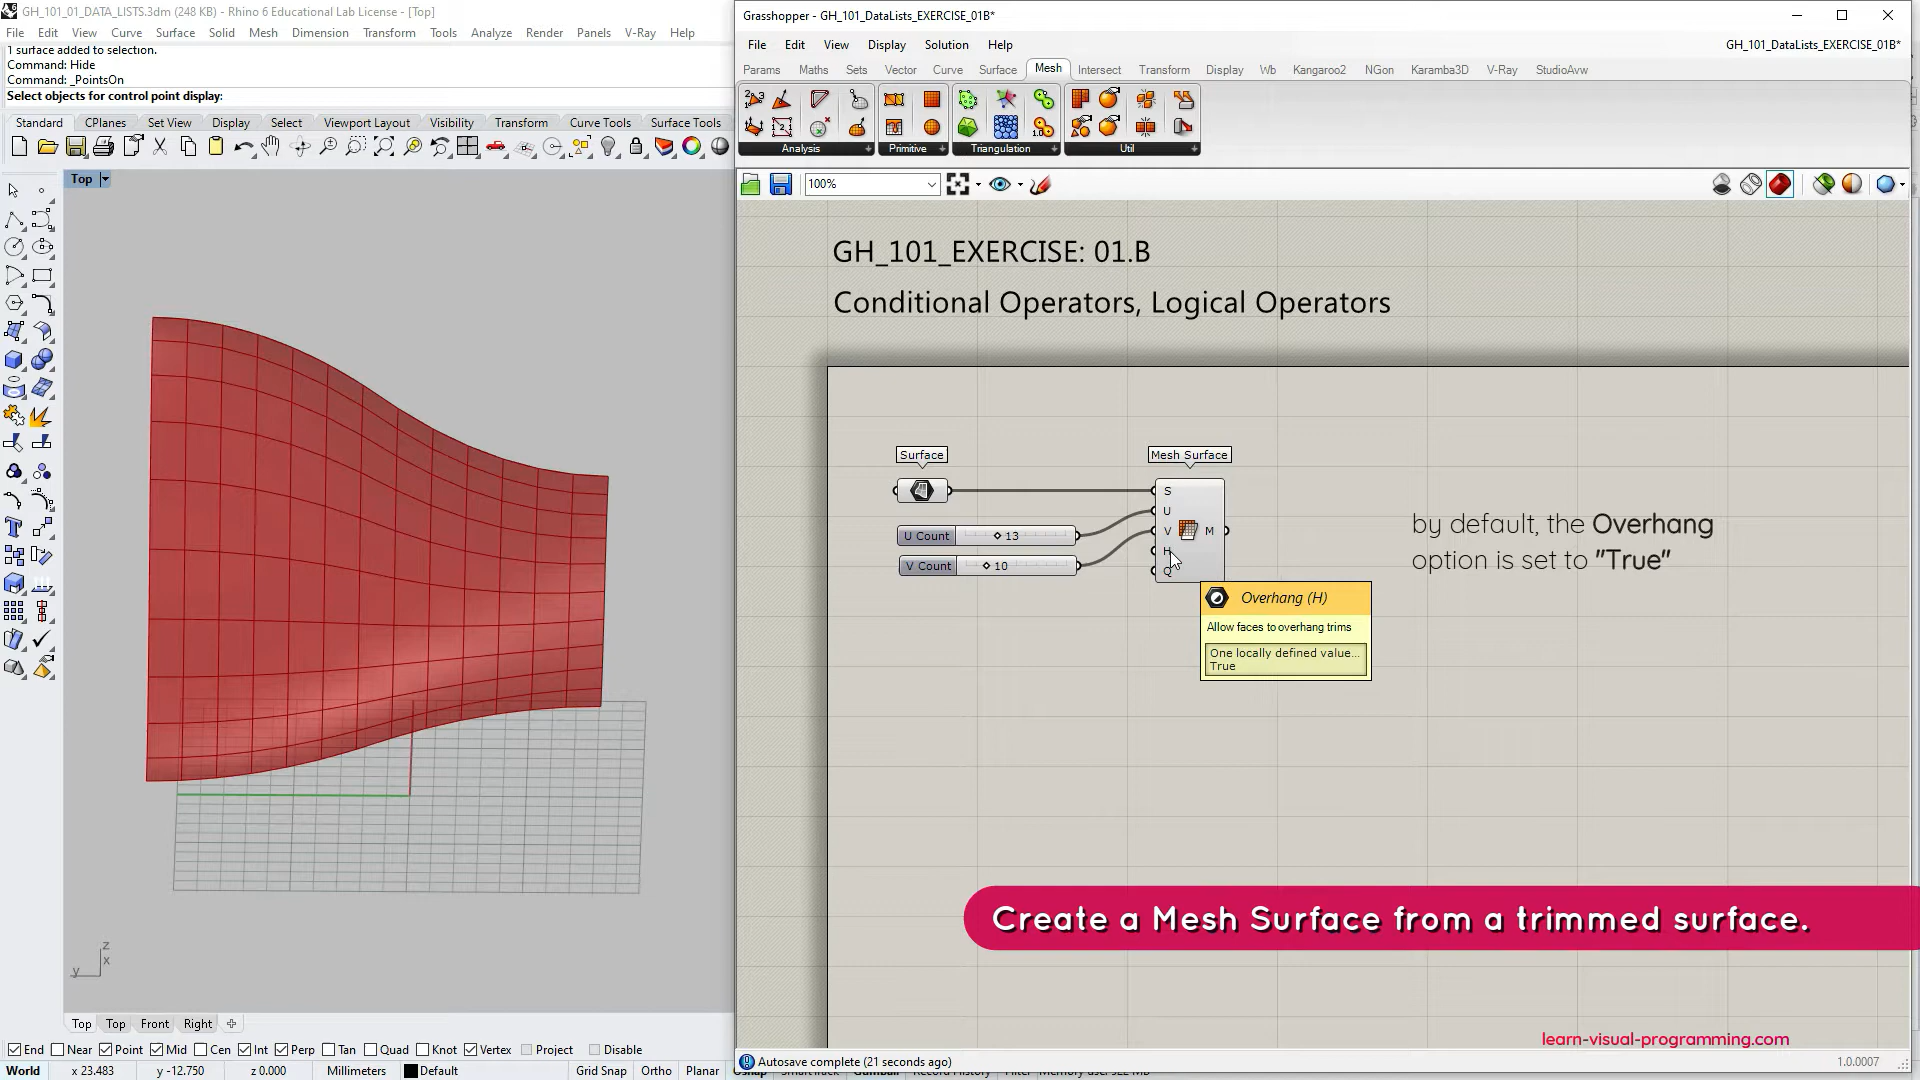 GH_101_01_DATA_LISTS.3dm (248 KB) - Rhino 6 Educational Lab License - [Top]
File Edit View Curve Surface Solid Mesh Dimension Transform Tools Analyze Render Panels V-Ray Help
1 surface added to selection.
Command: Hide
Command: _PointsOn
Select objects for control point display:
Standard CPlanes Set View Display Select Viewport Layout Visibility Transform Curve Tools Surface Tools
Top
z
x
y
Top Top Front Right
End Near Point Mid Cen Int Perp Tan Quad Knot Vertex Project Disable
World x 23.483 y -12.750 z 0.000 Millimeters Default Grid Snap Ortho Planar
Grasshopper - GH_101_DataLists_EXERCISE_01B*
File Edit View Display Solution Help GH_101_DataLists_EXERCISE_01B*
Params Maths Sets Vector Curve Surface Mesh Intersect Transform Display Wb Kangaroo2 NGon Karamba3D V-Ray StudioAvw
Analysis Primitive Triangulation Util
100%
GH_101_EXERCISE: 01.B
Conditional Operators, Logical Operators
Surface
Mesh Surface
S
U
V M
H
Q
U Count 13
V Count 10
Overhang (H)
Allow faces to overhang trims
One locally defined value...
True
by default, the Overhang
option is set to "True"
Create a Mesh Surface from a trimmed surface.
learn-visual-programming.com
Autosave complete (21 seconds ago) 1.0.0007